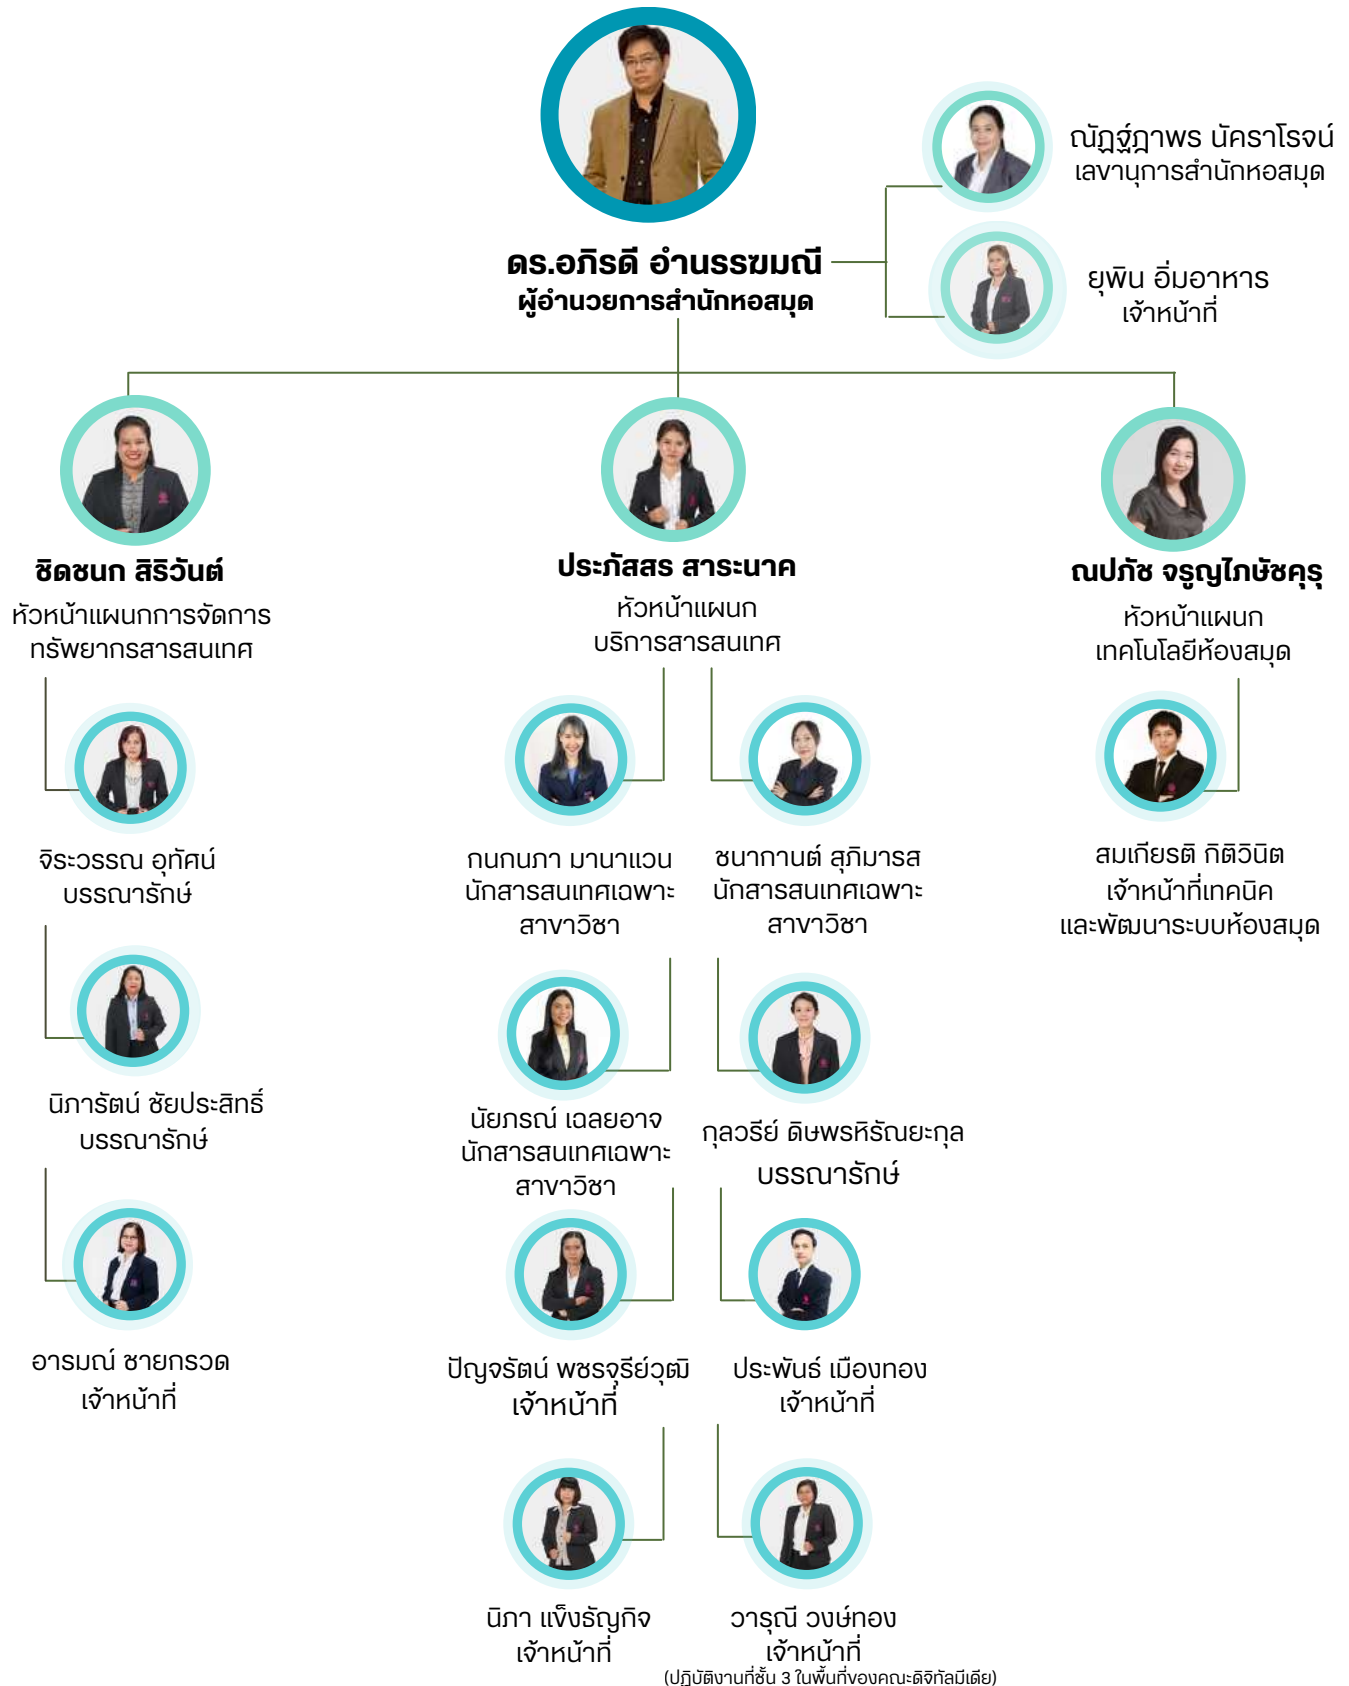 ณัฏฐ์ฎาพร นัคราโรจน์
เลขานุการสำนักหอสมุด
ดร.อภิรดี อำนรรฆมณี
ผู้อำนวยการสำนักหอสมุด
ยุพิน อิ่มอาหาร
เจ้าหน้าที่
ชิดชนก สิริวันต์
หัวหน้าแผนกการจัดการ
ทรัพยากรสารสนเทศ
ประภัสสร สาระนาค
หัวหน้าแผนก
บริการสารสนเทศ
ณปภัช จรูญไภษัชคุรุ
หัวหน้าแผนก
เทคโนโลยีห้องสมุด
จิระวรรณ อุทัศน์
บรรณารักษ์
กนกนภา มานาแวน
นักสารสนเทศเฉพาะ
สาขาวิชา
ชนากานต์ สุภิมารส
นักสารสนเทศเฉพาะ
สาขาวิชา
สมเกียรติ กิติวินิต
เจ้าหน้าที่เทคนิค
และพัฒนาระบบห้องสมุด
นิภารัตน์ ชัยประสิทธิ์
บรรณารักษ์
นัยภรณ์ เฉลยอาจ
นักสารสนเทศเฉพาะ
สาขาวิชา
กุลวรีย์ ดิษพรหิรัณยะกุล
บรรณารักษ์
อารมณ์ ชายกรวด
เจ้าหน้าที่
ปัญจรัตน์ พชรจุรีย์วุฒิ
เจ้าหน้าที่
ประพันธ์ เมืองทอง
เจ้าหน้าที่
นิภา แข็งธัญกิจ
เจ้าหน้าที่
วารุณี วงษ์ทอง
เจ้าหน้าที่
(ปฏิบัติงานที่ชั้น 3 ในพื้นที่ของคณะดิจิทัลมีเดีย)